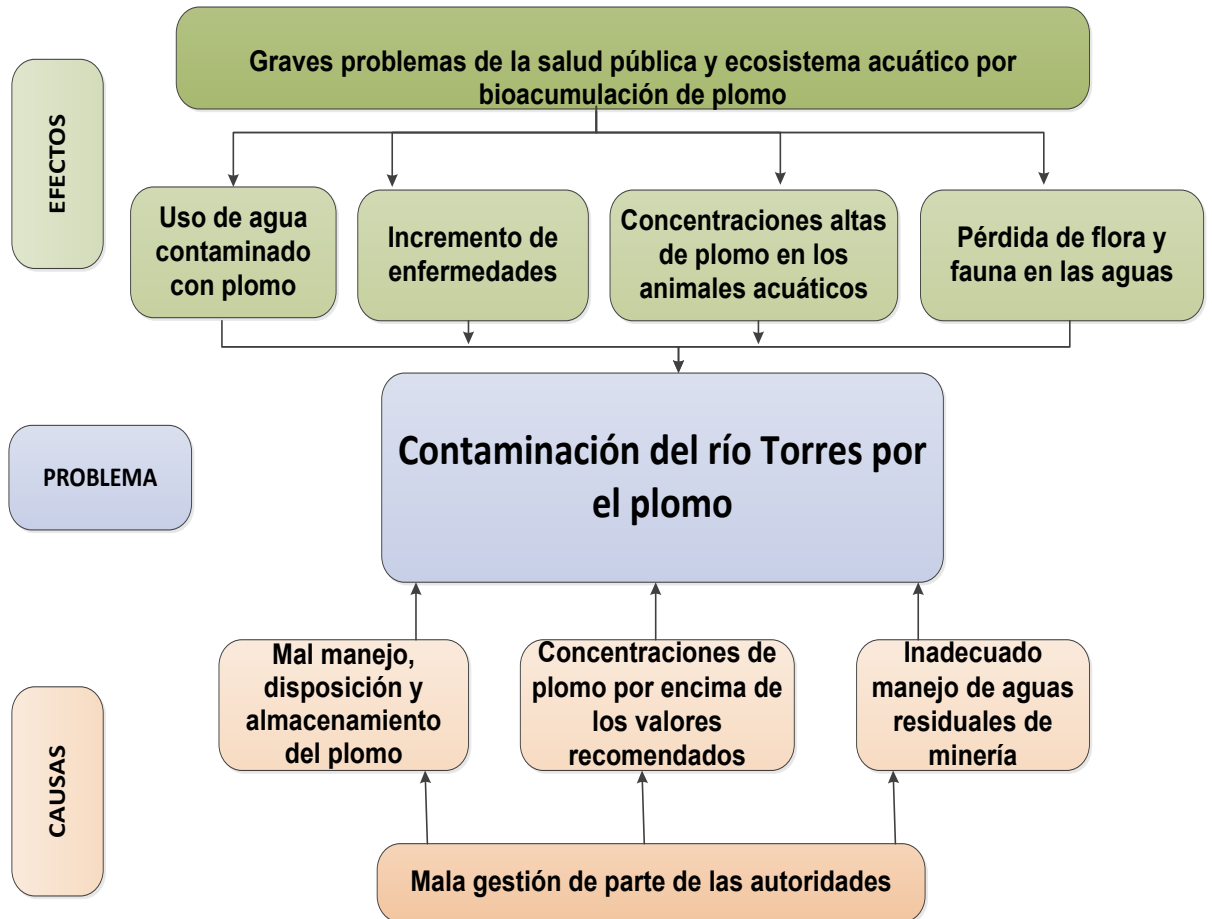 EFECTOS
Graves problemas de la salud pública y ecosistema acuático por
bioacumulación de plomo
Uso de agua
contaminado
con plomo
Incremento de
enfermedades
Concentraciones altas
de plomo en los
animales acuáticos
Pérdida de flora y
fauna en las aguas
PROBLEMA
Contaminación del río Torres por
el plomo
CAUSAS
Mal manejo,
disposición y
almacenamiento
del plomo
Concentraciones de
plomo por encima de
los valores
recomendados
Inadecuado
manejo de aguas
residuales de
minería
Mala gestión de parte de las autoridades